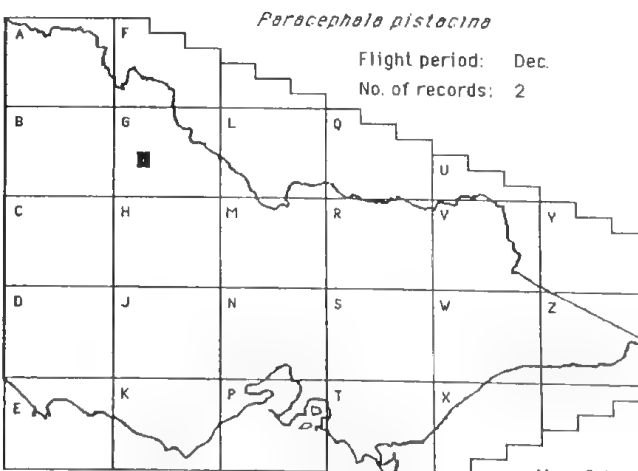 Paracephala pistacina
Flight period: Dec.
No. of records: 2
A F
B G L Q
U
C H M R V Y
D J N S W Z
E K P T X